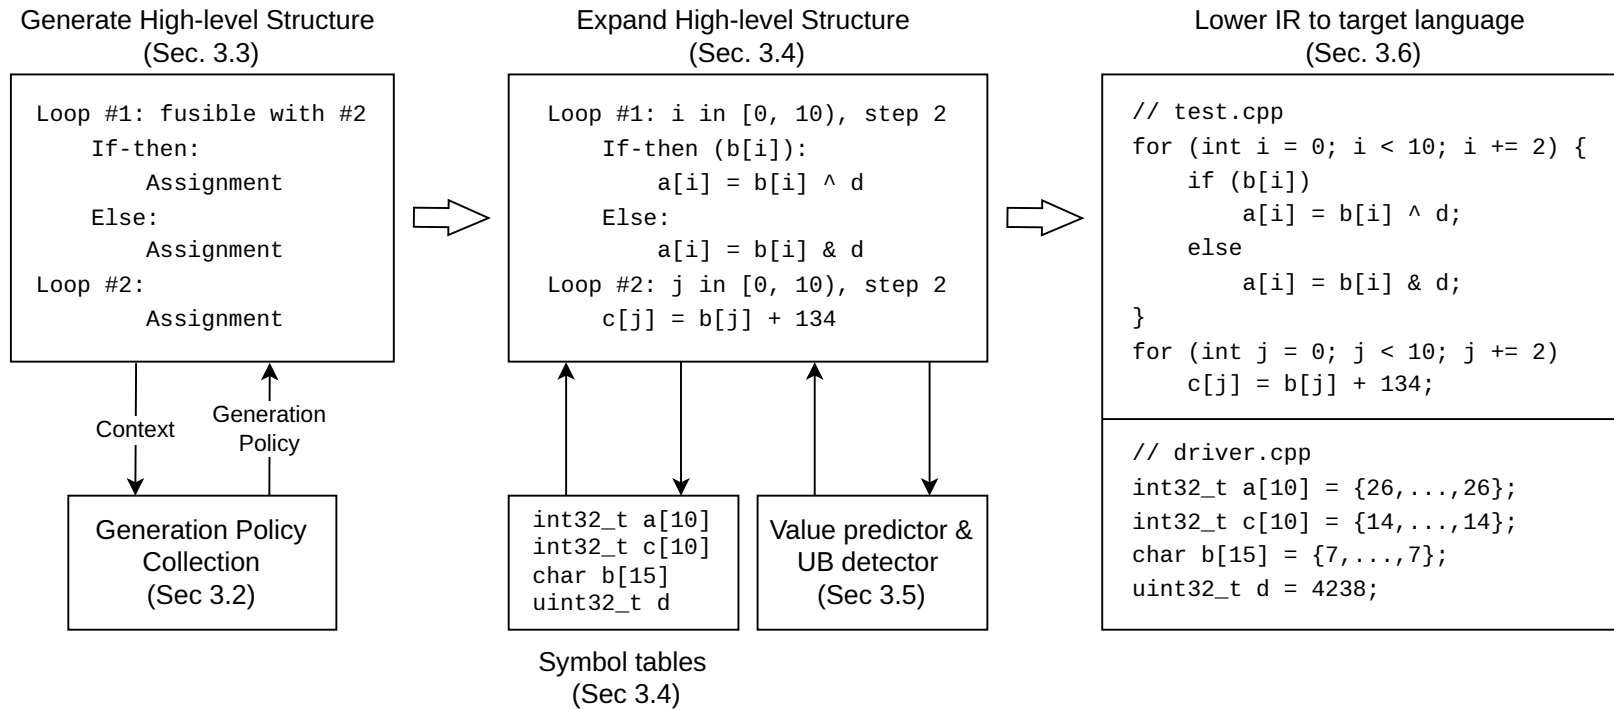 Generate High-level Structure
(Sec. 3.3)
Loop #1: fusible with #2
    If-then:
        Assignment
    Else:
        Assignment
Loop #2:
        Assignment
Context
Generation
Policy
Generation Policy
Collection
(Sec 3.2)
Expand High-level Structure
(Sec. 3.4)
Loop #1: i in [0, 10), step 2
    If-then (b[i]):
        a[i] = b[i] ^ d
    Else:
        a[i] = b[i] & d
Loop #2: j in [0, 10), step 2
    c[j] = b[j] + 134
int32_t a[10]
int32_t c[10]
char b[15]
uint32_t d
Symbol tables
(Sec 3.4)
Value predictor &
UB detector
(Sec 3.5)
Lower IR to target language
(Sec. 3.6)
// test.cpp
for (int i = 0; i < 10; i += 2) {
    if (b[i])
        a[i] = b[i] ^ d;
    else
        a[i] = b[i] & d;
}
for (int j = 0; j < 10; j += 2)
    c[j] = b[j] + 134;
// driver.cpp
int32_t a[10] = {26,...,26};
int32_t c[10] = {14,...,14};
char b[15] = {7,...,7};
uint32_t d = 4238;